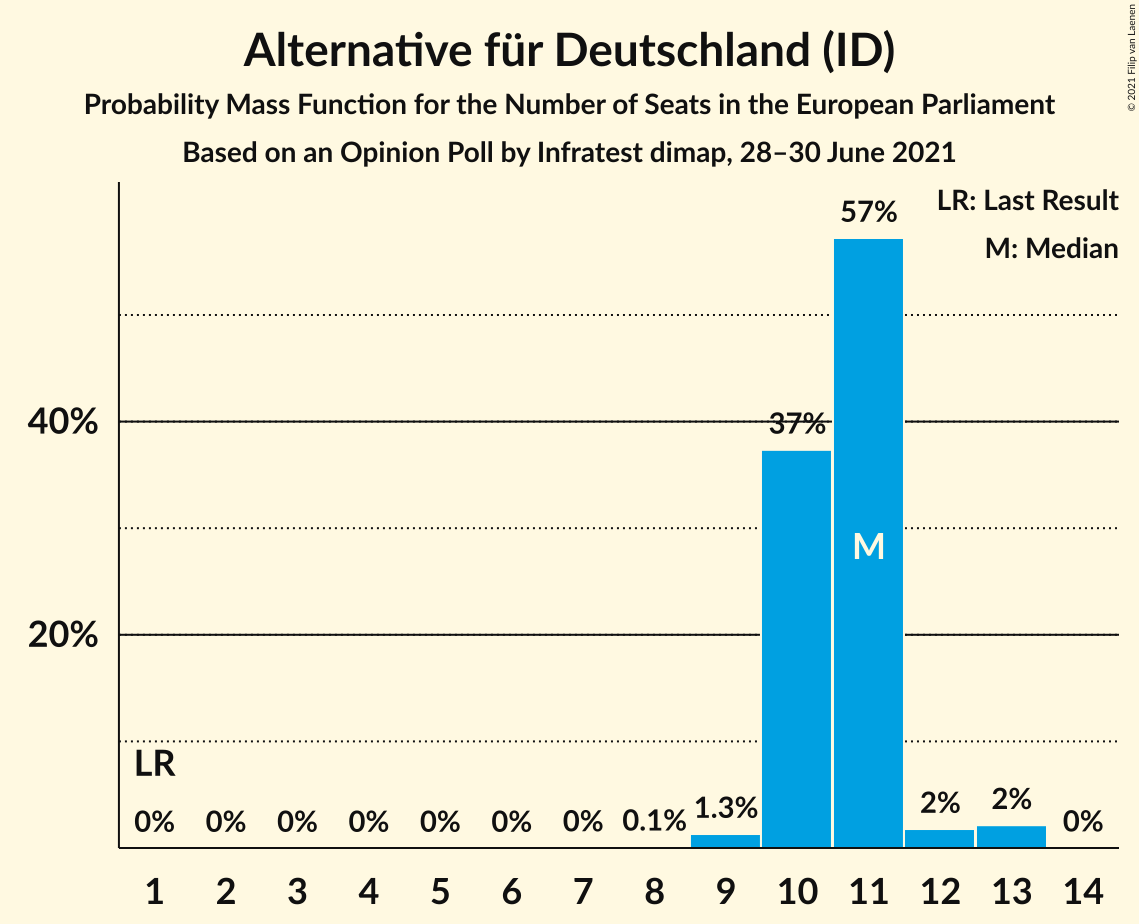 Alternative für Deutschland (ID)
Probability Mass Function for the Number of Seats in the European Parliament
Based on an Opinion Poll by Infratest dimap, 28–30 June 2021
© 2021 Filip van Laenen
LR: Last Result
M: Median
57%
40%
37%
M
20%
LR
0% 0% 0% 0% 0% 0% 0% 0.1% 1.3% 2% 2% 0%
1 2 3 4 5 6 7 8 9 10 11 12 13 14